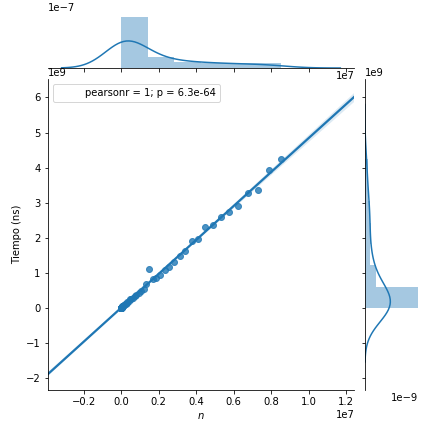 1e−7
1e7
1e9
1e9
pearsonr = 1; p = 6.3e-64
6
5
4
3
2
1
0
−1
−2
Tiempo (ns)
−0.2 0.0 0.2 0.4 0.6 0.8 1.0 1.2
n
1e7
1e−9